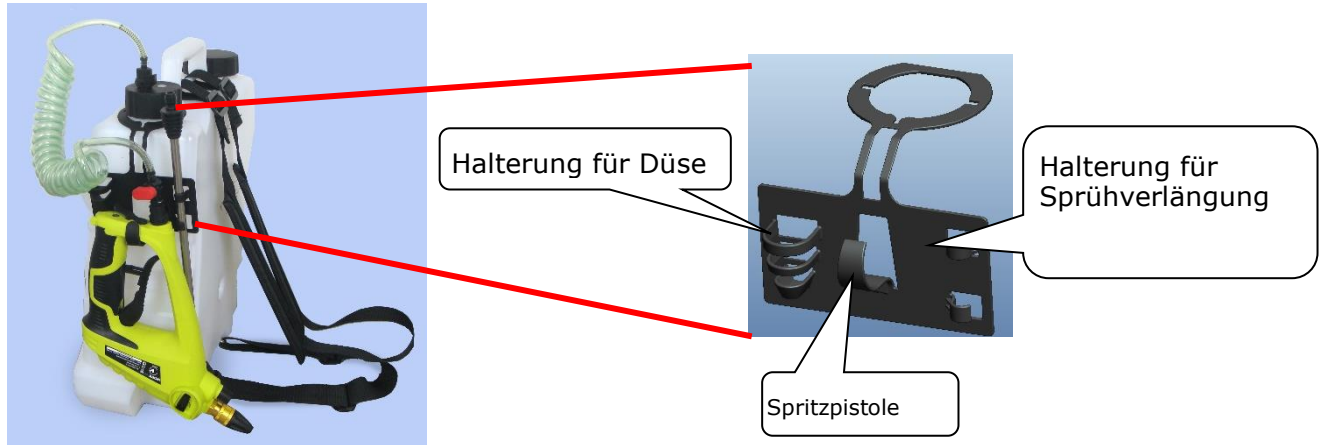 Halterung für Düse
Halterung für
Sprühverlängung
Spritzpistole